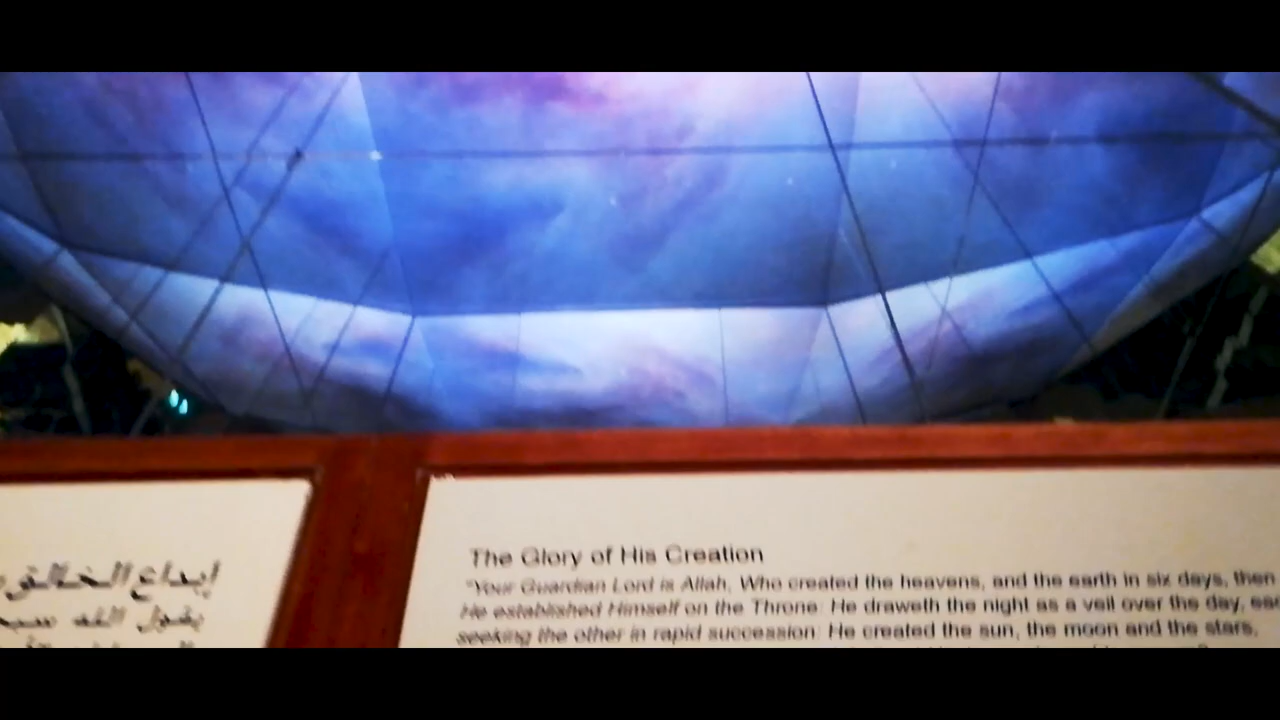 إبداع الخالق
يقول الله
The Glory of His Creation
"Your Guardian Lord is Allah, Who created the heavens, and the earth in six days, then
He established Himself on the Throne: He draweth the night as a veil over the day,
seeking the other in rapid succession: He created the sun, the moon and the stars,